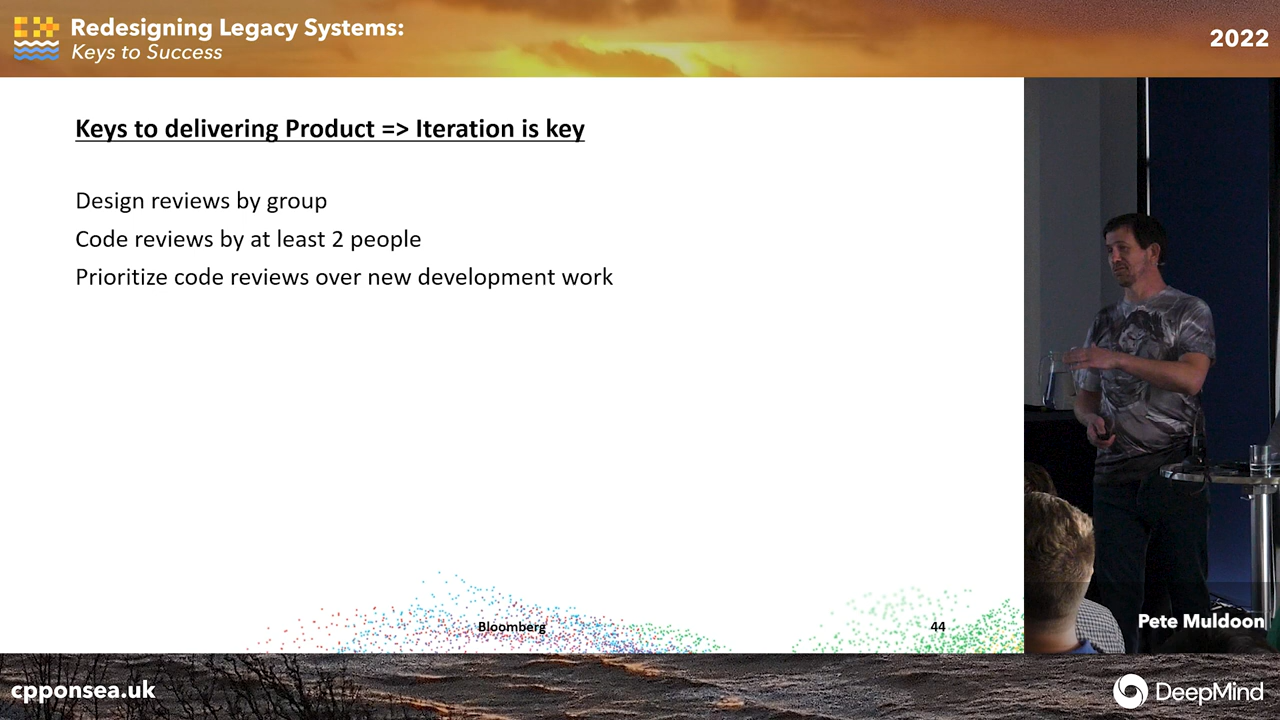 Redesigning Legacy Systems:
Keys to Success
2022
Keys to delivering Product => Iteration is key
Design reviews by group
Code reviews by at least 2 people
Prioritize code reviews over new development work
Bloomberg
44
Pete Muldoon
cpponsea.uk
DeepMind